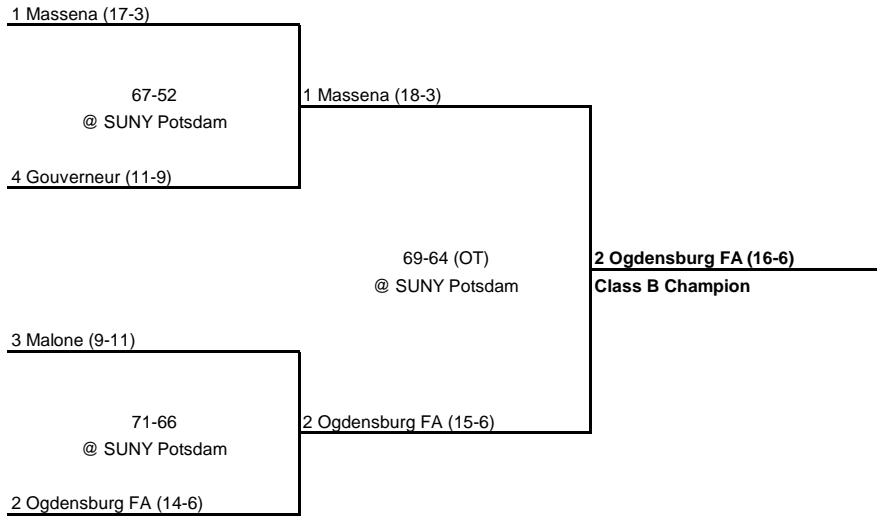 1 Massena (17-3)
67-52
@ SUNY Potsdam
1 Massena (18-3)
4 Gouverneur (11-9)
69-64 (OT)
@ SUNY Potsdam
2 Ogdensburg FA (16-6)
Class B Champion
3 Malone (9-11)
71-66
@ SUNY Potsdam
2 Ogdensburg FA (15-6)
2 Ogdensburg FA (14-6)